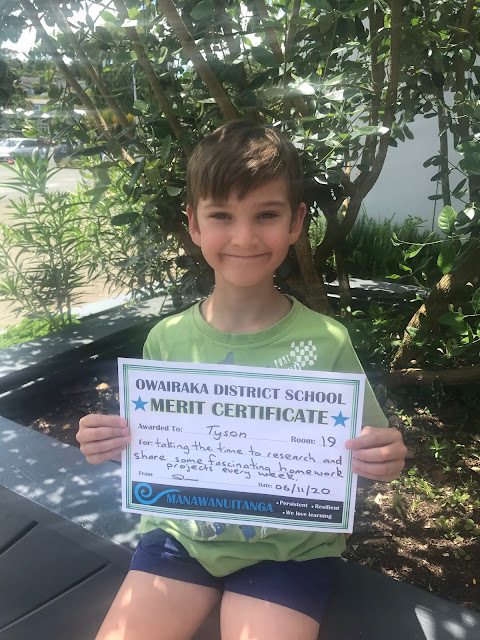 OWAIRAKA DISTRICT SCHOOL
MERIT CERTIFICATE
Awarded To: Tyson Room: 19
For: taking the time to research and
share some fascinating homework
projects every week.
From Date: 06/11/20
MANAWANUITANGA • Persistent • Resilient
• We love learning